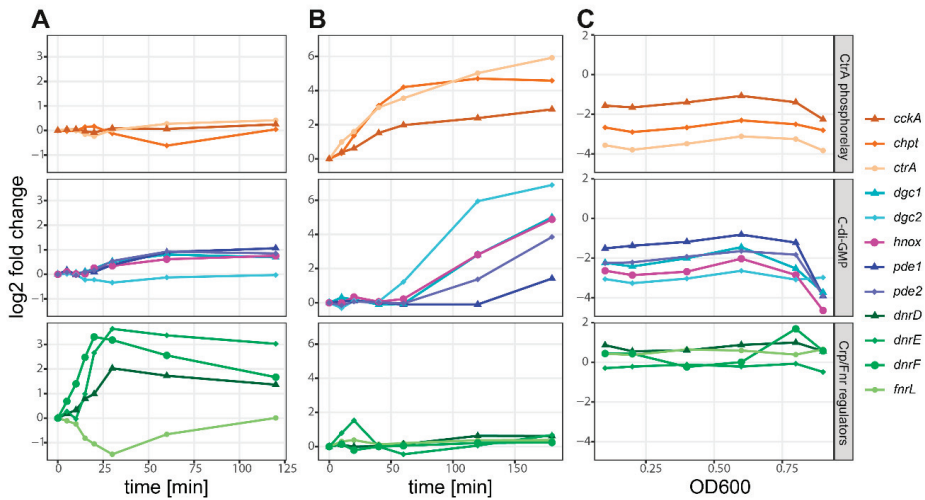 A
B
C
log2 fold change
3
2
1
0
−1
3
2
1
0
−1
3
2
1
0
−1
0
25
50
75
100
125
time [min]
6
4
2
0
6
4
2
0
6
4
2
0
0
50
100
150
time [min]
0
−2
−4
0
−2
−4
2
0
−2
−4
0.25
0.50
0.75
OD600
CtrA phosphorelay
C-di-GMP
Crp/Fnr regulators
cckA
chpt
ctrA
dgc1
dgc2
hnox
pde1
pde2
dnrD
dnrE
dnrF
fnrL